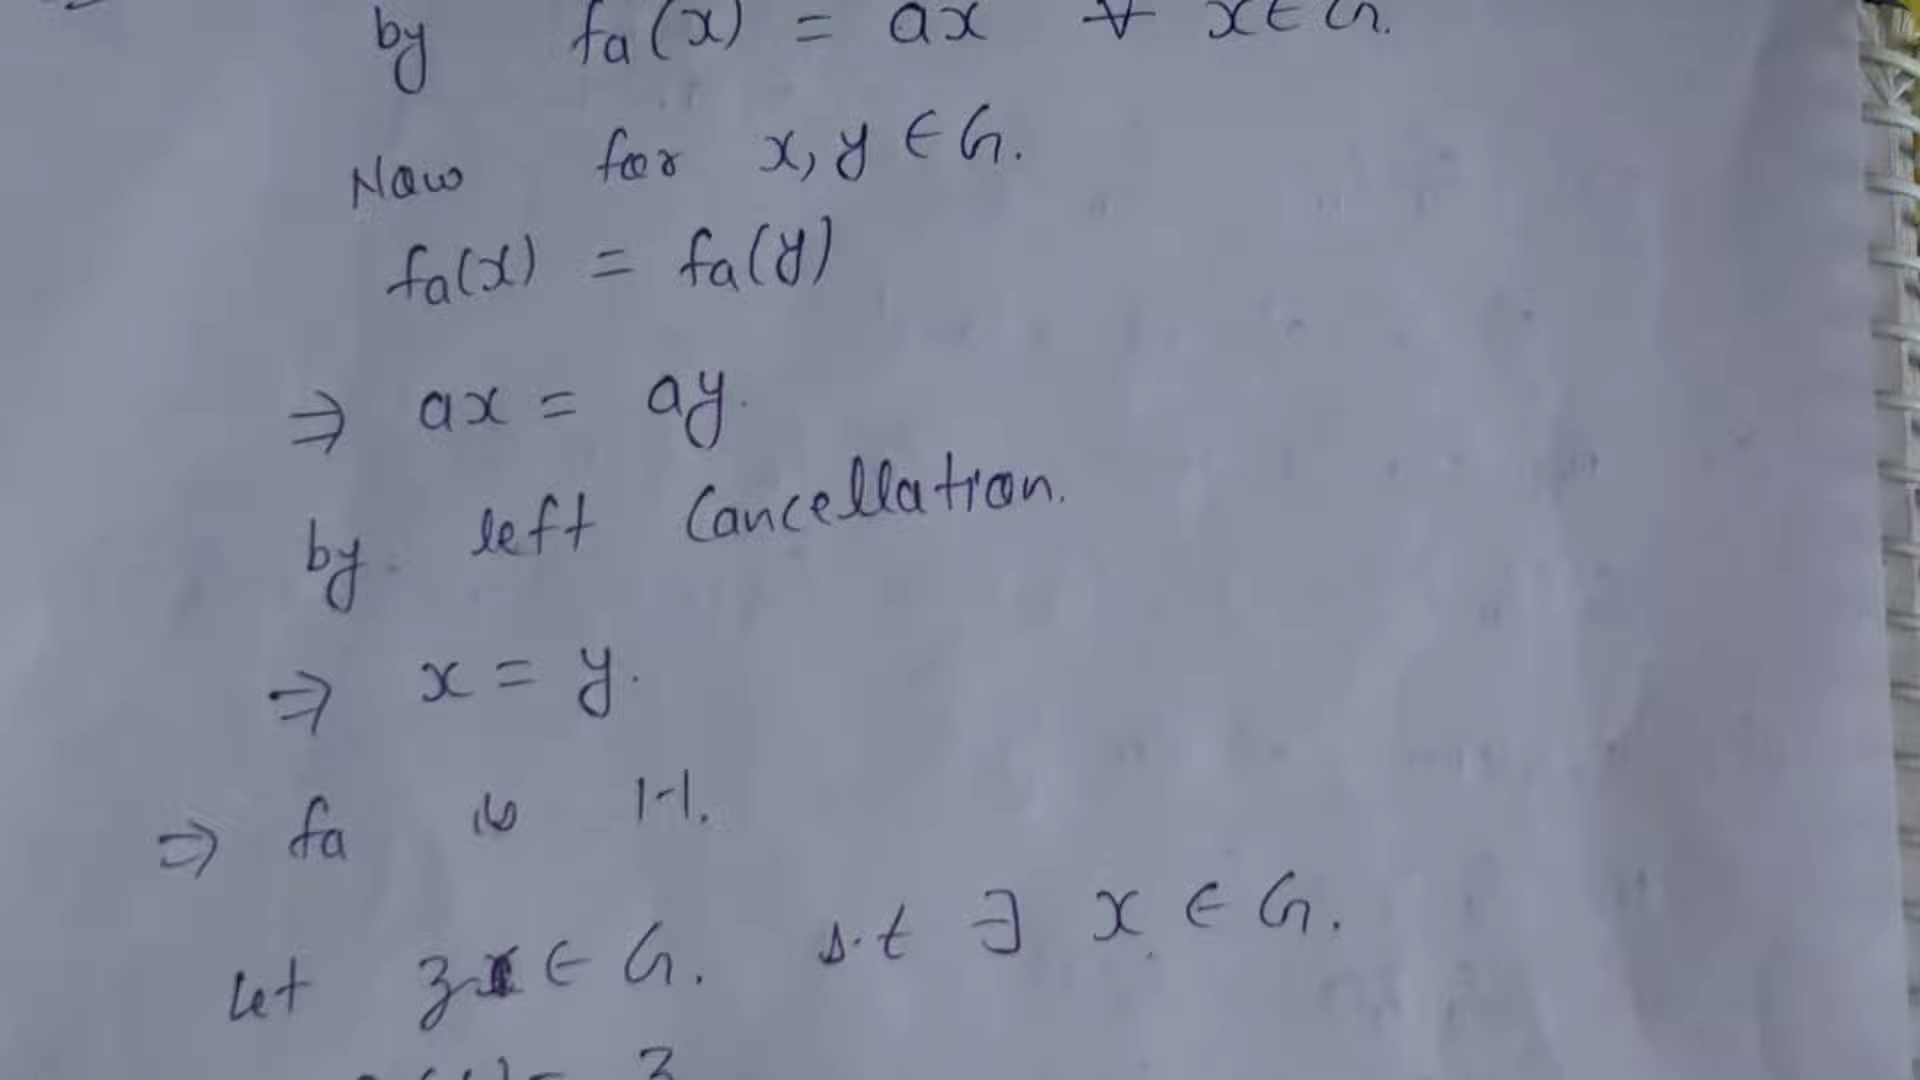 by fa(x) = ax ∀ x ∈ G.
Now for x, y ∈ G.
fa(x) = fa(y)
⇒ ax = ay.
by left Cancellation.
⇒ x = y.
⇒ fa is 1-1.
Let z ∈ G. s.t ∃ x ∈ G.
= z